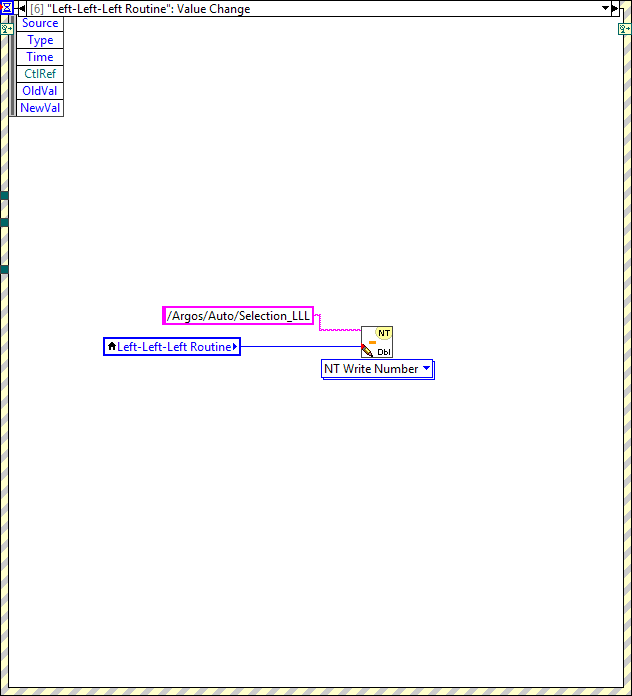 [6] "Left-Left-Left Routine": Value Change
Source
Type
Time
CtlRef
OldVal
NewVal
/Argos/Auto/Selection_LLL
NT
Left-Left-Left Routine
Dbl
NT Write Number